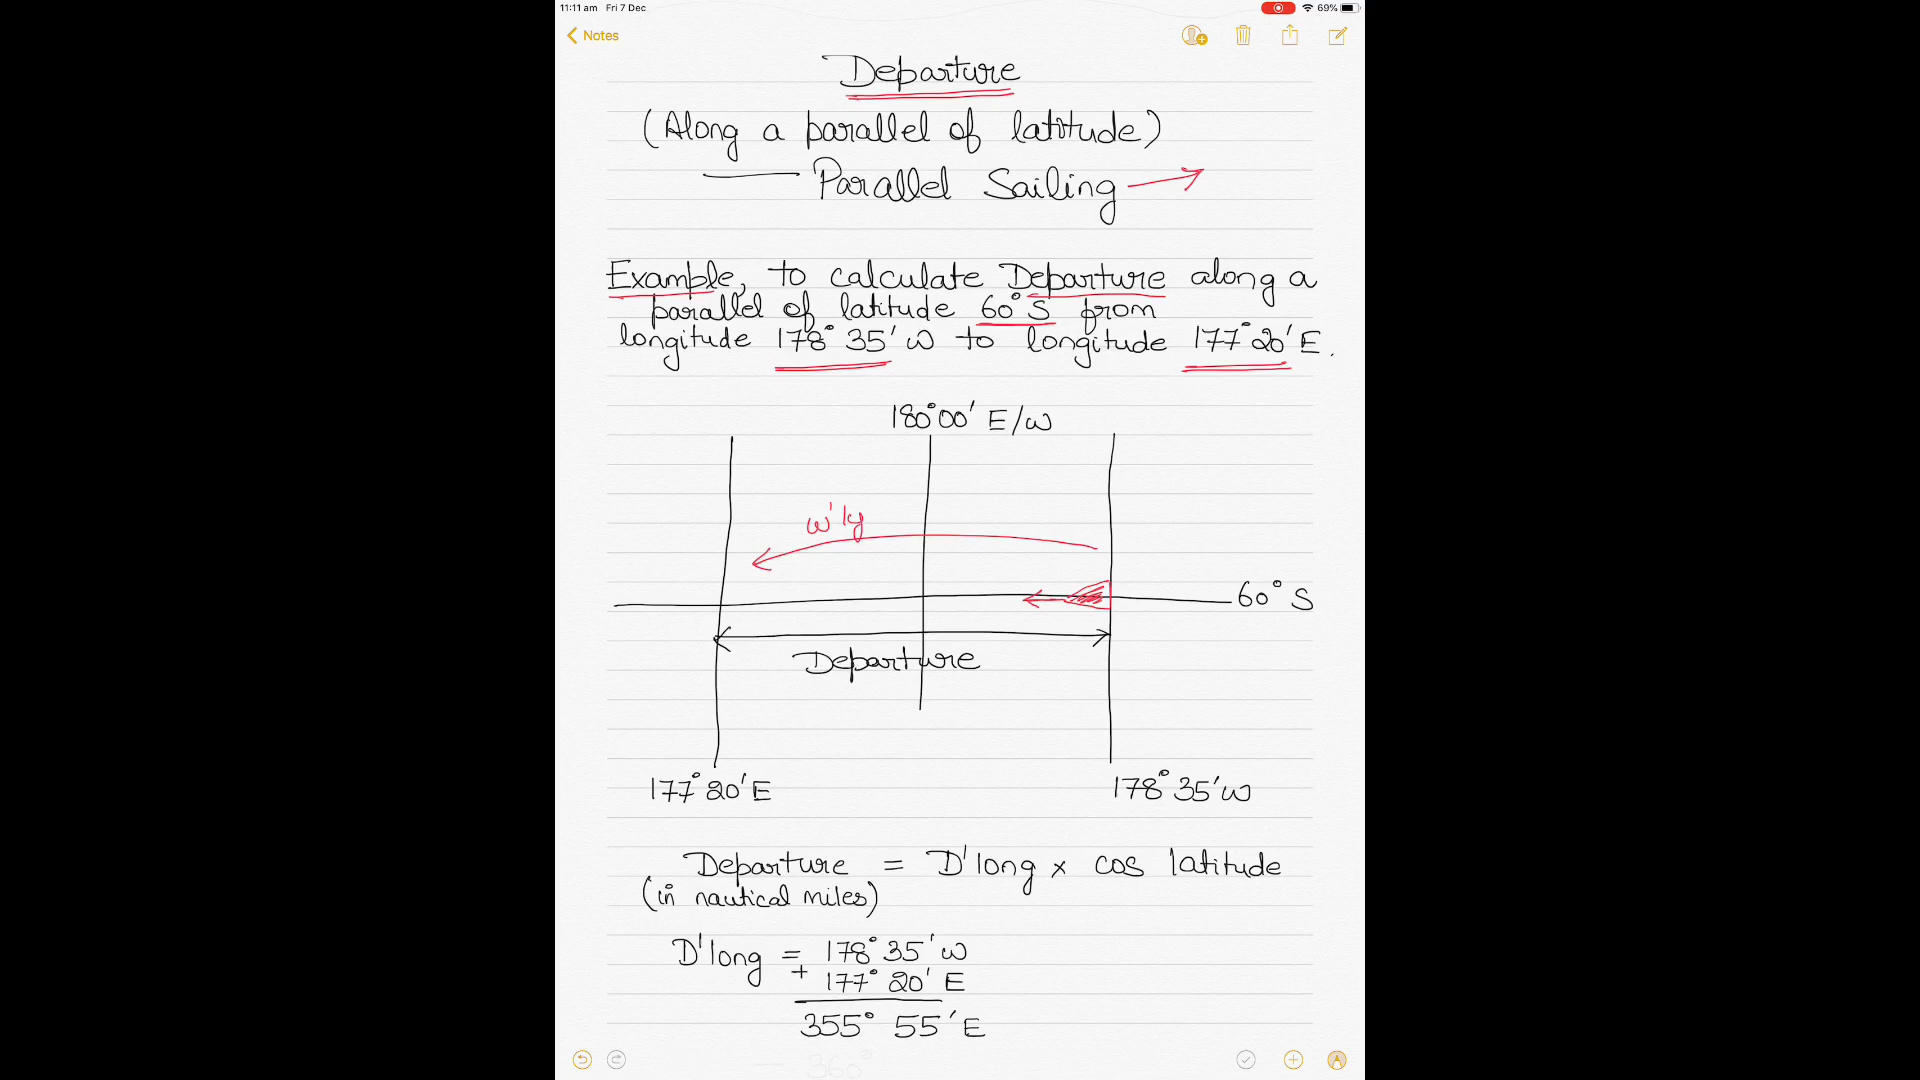 11:11 am Fri 7 Dec
69%
Notes
Departure
(Along a parallel of latitude)
Parallel Sailing
Example, to calculate Departure along a
parallel of latitude 60° S from
longitude 178° 35' W to longitude 177° 20' E.
180° 00' E/W
W'ly
60° S
Departure
177° 20' E
178° 35' W
Departure = D'long x cos latitude
(in nautical miles)
D'long = 178° 35' W
+ 177° 20' E
355° 55' E
360°